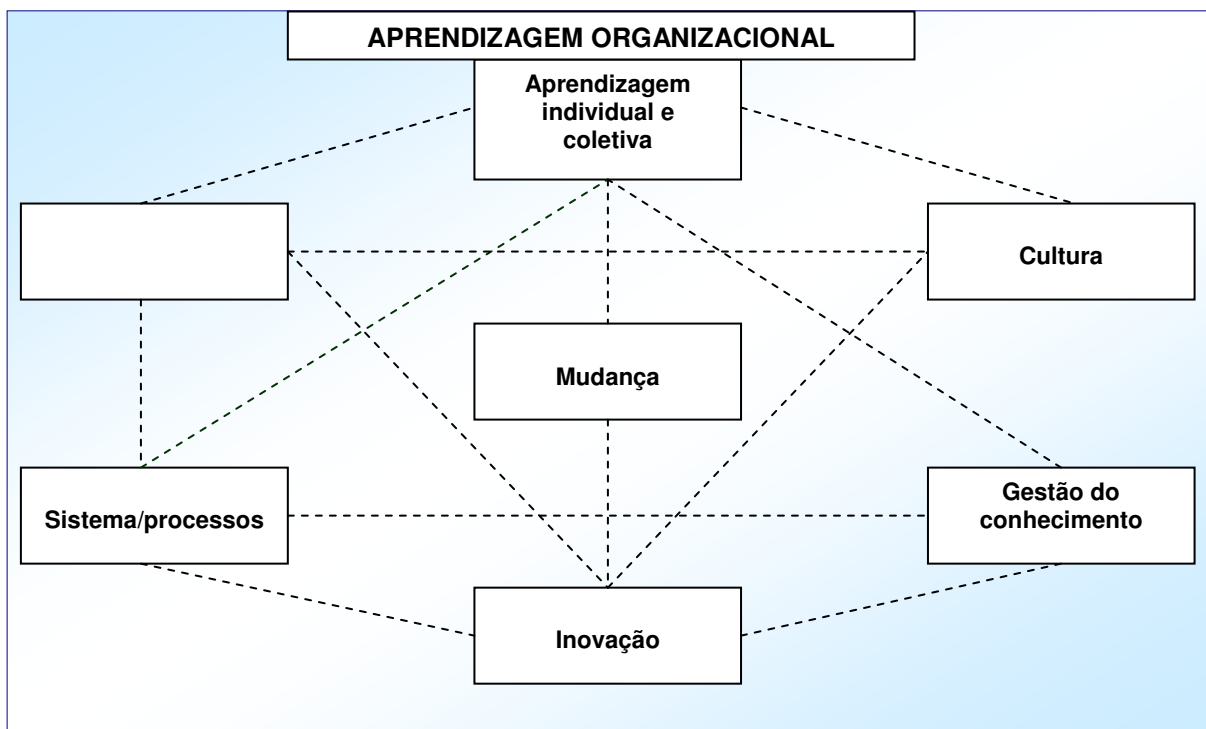 APRENDIZAGEM ORGANIZACIONAL
Aprendizagem
individual e
coletiva
Cultura
Mudança
Sistema/processos
Gestão do
conhecimento
Inovação